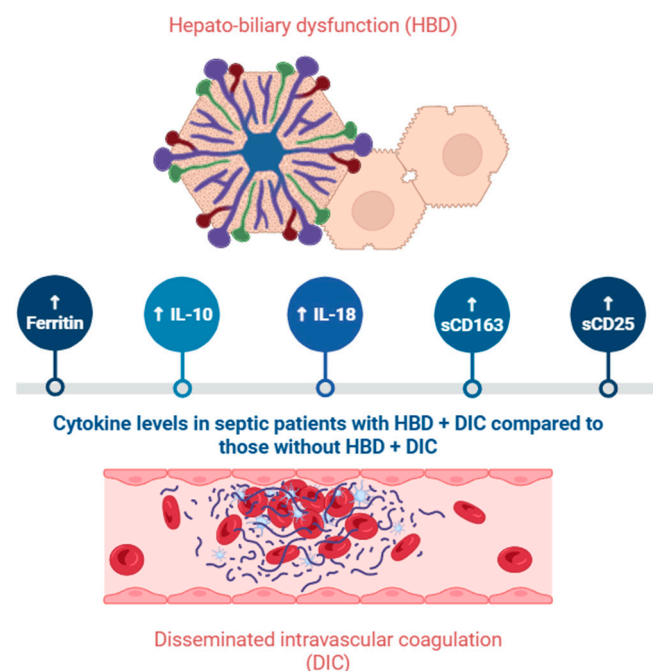 Hepato-biliary dysfunction (HBD)
↑
Ferritin
↑ IL-10
↑ IL-18
↑
sCD163
↑
sCD25
Cytokine levels in septic patients with HBD + DIC compared to
those without HBD + DIC
Disseminated intravascular coagulation
(DIC)